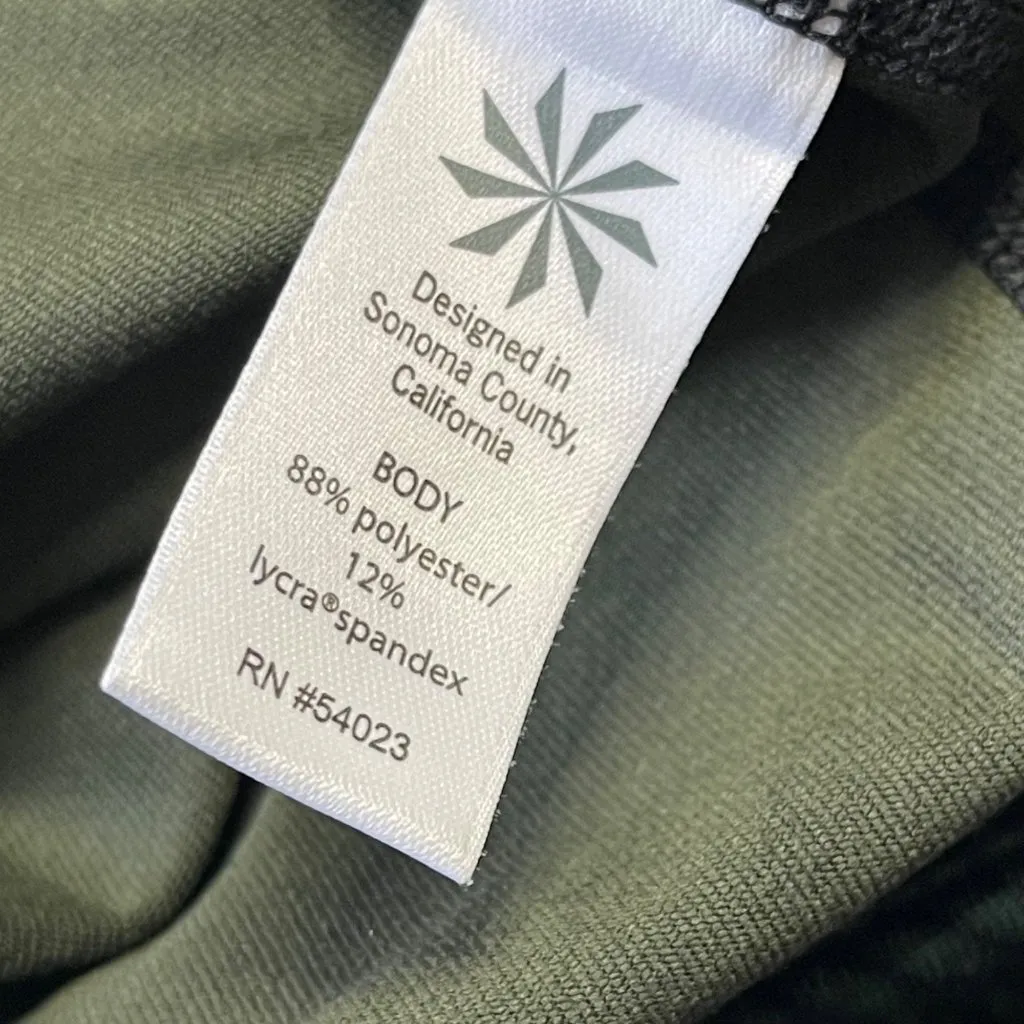 Designed in
Sonoma County,
California
BODY
88% polyester/
12%
lycra®spandex
RN #54023